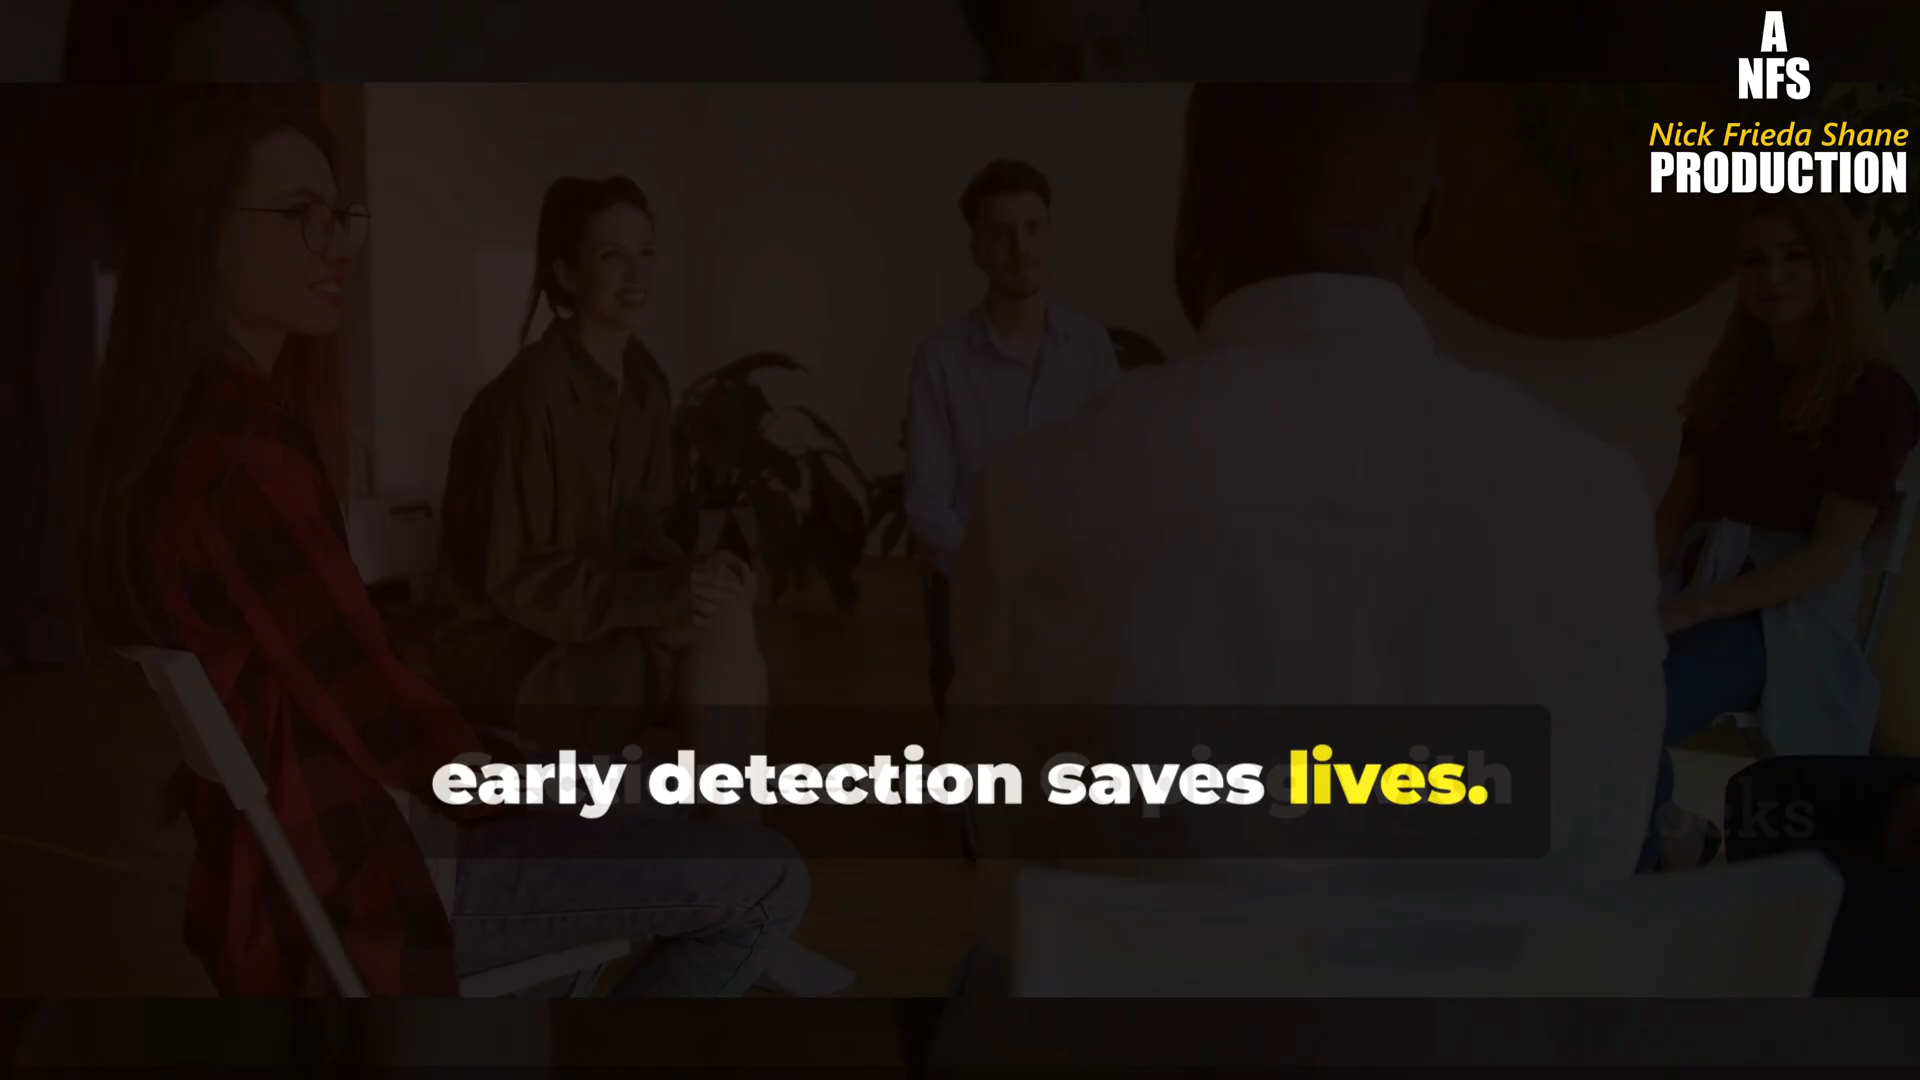 A
NFS
Nick Frieda Shane
PRODUCTION
early detection saves lives.